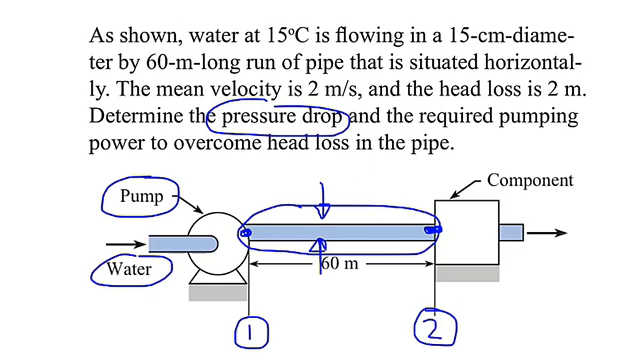 As shown, water at 15°C is flowing in a 15-cm-diame-
ter by 60-m-long run of pipe that is situated horizontal-
ly. The mean velocity is 2 m/s, and the head loss is 2 m.
Determine the pressure drop and the required pumping
power to overcome head loss in the pipe.
Component
Pump
Water
60 m
1
2